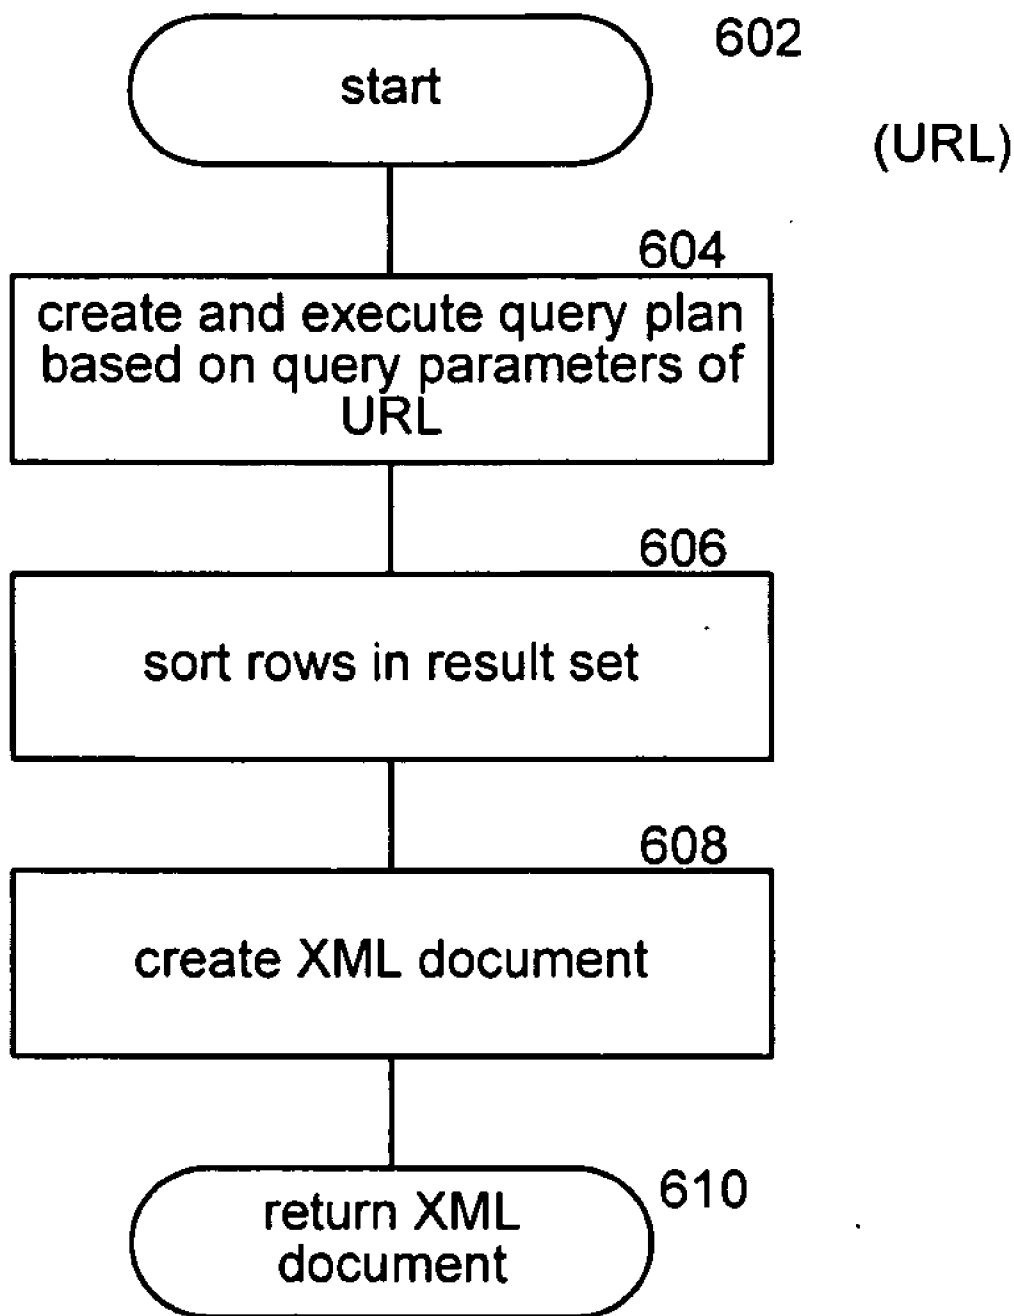 602
start
(URL)
604
create and execute query plan
based on query parameters of
URL
606
sort rows in result set
608
create XML document
610
return XML
document